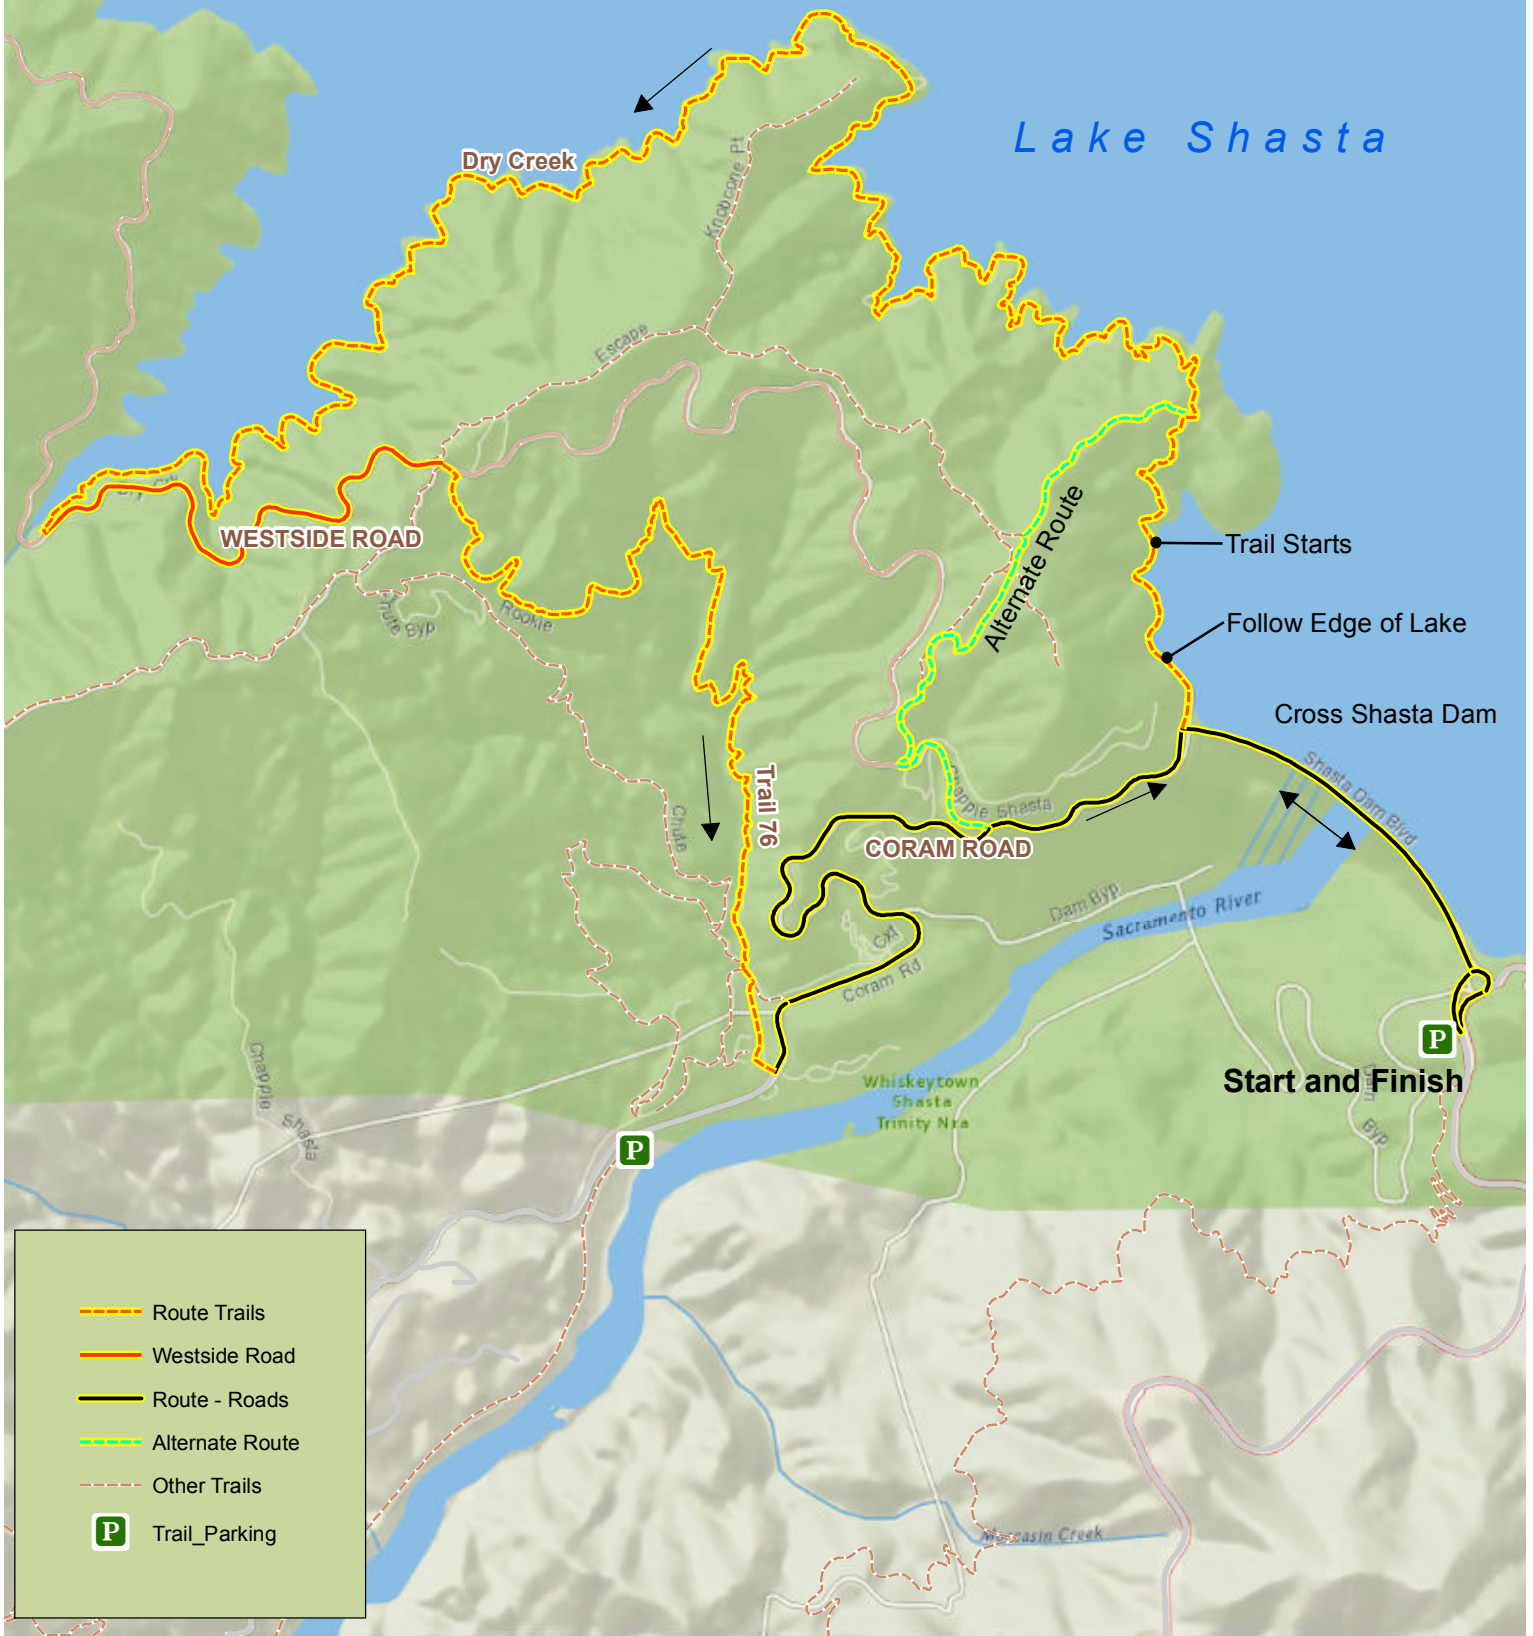 Lake Shasta
Dry Creek
Knobcone Pt
Escape
Dry Crk
WESTSIDE ROAD
Alternate Route
Trail Starts
Chute Byp
Rookie
Follow Edge of Lake
Cross Shasta Dam
Shasta Dam Blvd
Trail 76
Chute
Chappie Shasta
CORAM ROAD
Dam Byp
Sacramento River
Coram Rd
P
Start and Finish
Whiskeytown
Shasta
Trinity Nra
Chappie
Shasta
Byp
P
Route Trails
Westside Road
Route - Roads
Alternate Route
Other Trails
P Trail_Parking
Creek